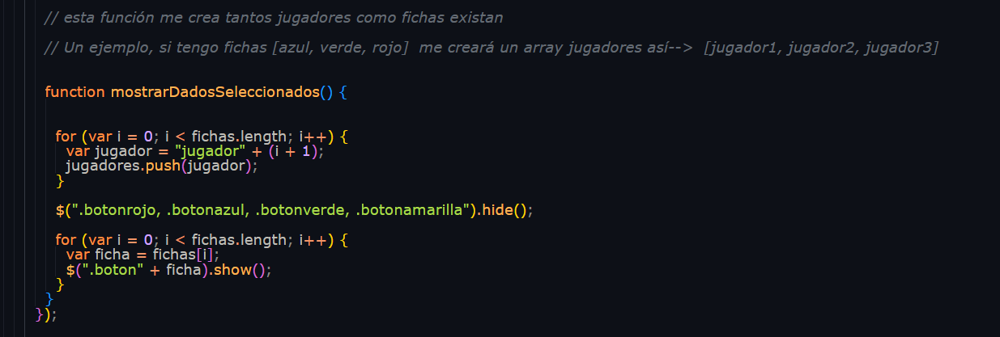 // esta función me crea tantos jugadores como fichas existan
// Un ejemplo, si tengo fichas [azul, verde, rojo]  me creará un array jugadores así-->  [jugador1, jugador2, jugador3]
function mostrarDadosSeleccionados() {
for (var i = 0; i < fichas.length; i++) {
var jugador = "jugador" + (i + 1);
jugadores.push(jugador);
}
$(".botonrojo, .botonazul, .botonverde, .botonamarilla").hide();
for (var i = 0; i < fichas.length; i++) {
var ficha = fichas[i];
$(".boton" + ficha).show();
}
}
});